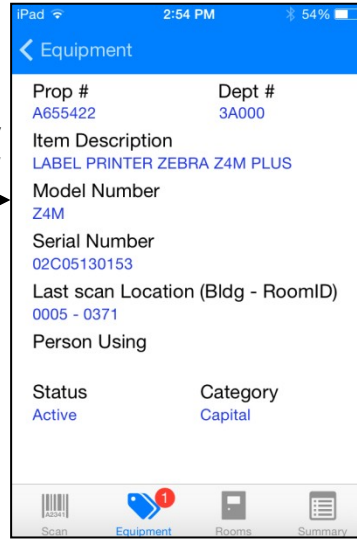 iPad 2:54 PM 54%
Equipment
Prop # Dept #
A655422 3A000
Item Description
LABEL PRINTER ZEBRA Z4M PLUS
Model Number
Z4M
Serial Number
02C05130153
Last scan Location (Bldg - RoomID)
0005 - 0371
Person Using
Status Category
Active Capital
A2341 1
Scan Equipment Rooms Summary